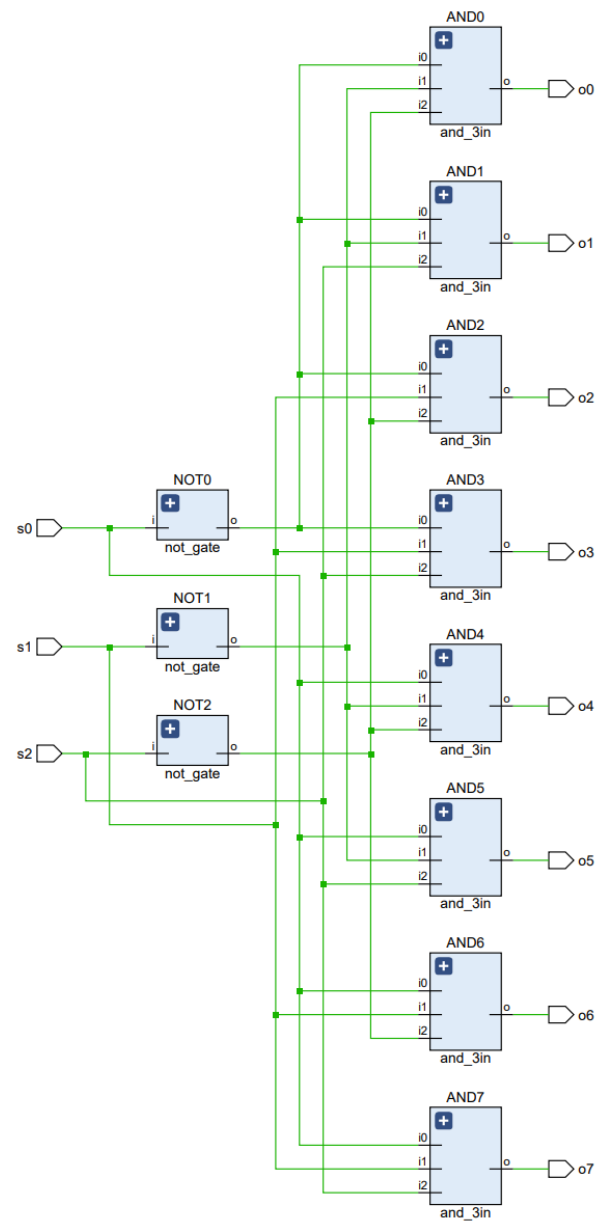 AND0
i0
i1
i2
o
and_3in
o0
AND1
i0
i1
i2
o
and_3in
o1
AND2
i0
i1
i2
o
and_3in
o2
s0
NOT0
i
o
not_gate
AND3
i0
i1
i2
o
and_3in
o3
s1
NOT1
i
o
not_gate
AND4
i0
i1
i2
o
and_3in
o4
s2
NOT2
i
o
not_gate
AND5
i0
i1
i2
o
and_3in
o5
AND6
i0
i1
i2
o
and_3in
o6
AND7
i0
i1
i2
o
and_3in
o7